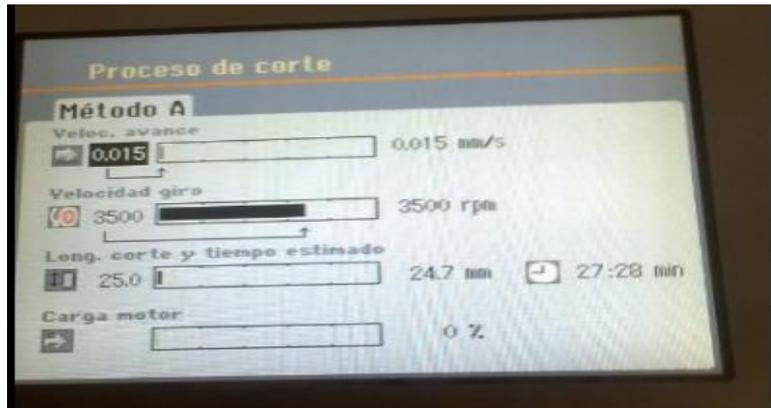 Proceso de corte
Método A
Veloc. avance
0.015 0.015 mm/s
Velocidad giro
3500 3500 rpm
Long. corte y tiempo estimado
25.0 24.7 mm 27:28 min
Carga motor
0 %